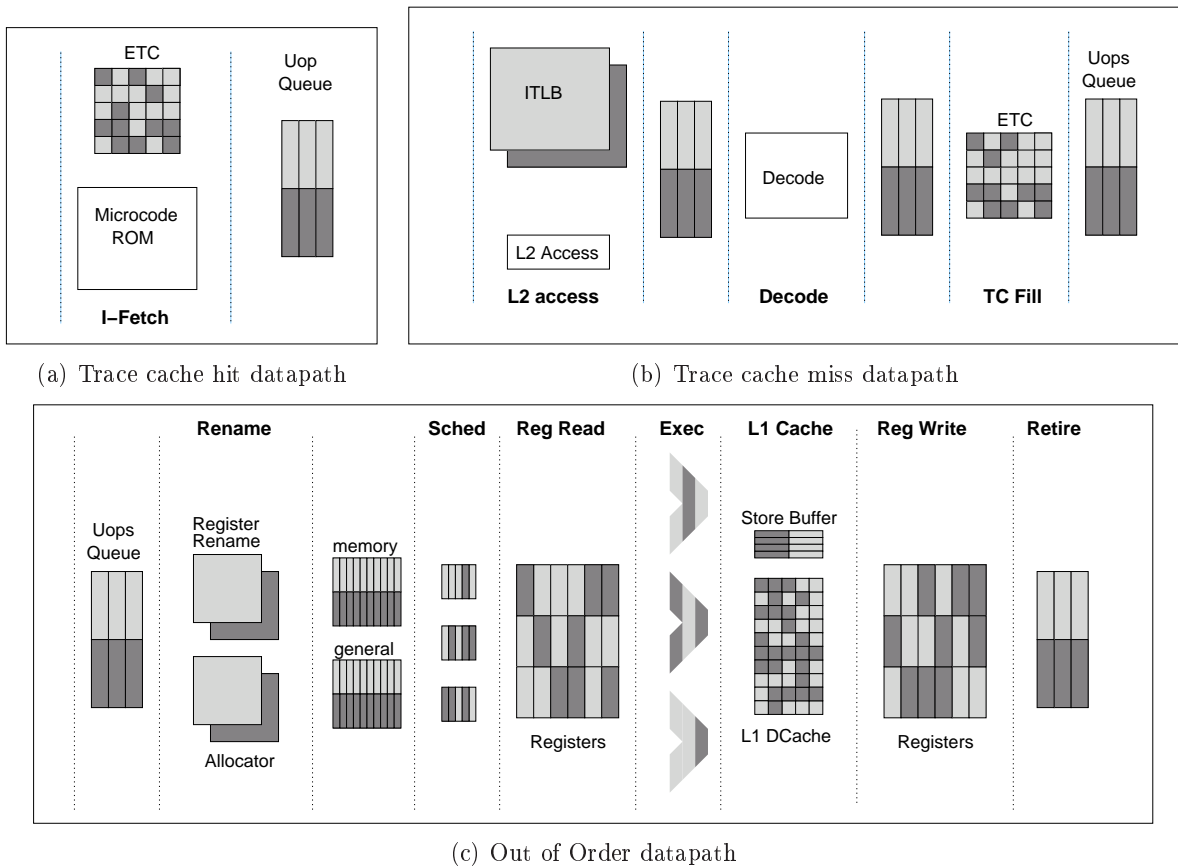 ETC
Uop
Queue
Microcode
ROM
I–Fetch
(a) Trace cache hit datapath
ITLB
L2 Access
L2 access
Decode
Decode
ETC
TC Fill
Uops
Queue
(b) Trace cache miss datapath
Rename
Sched
Reg Read
Exec
L1 Cache
Reg Write
Retire
Uops
Queue
Register
Rename
Allocator
memory
general
Registers
Store Buffer
L1 DCache
Registers
(c) Out of Order datapath